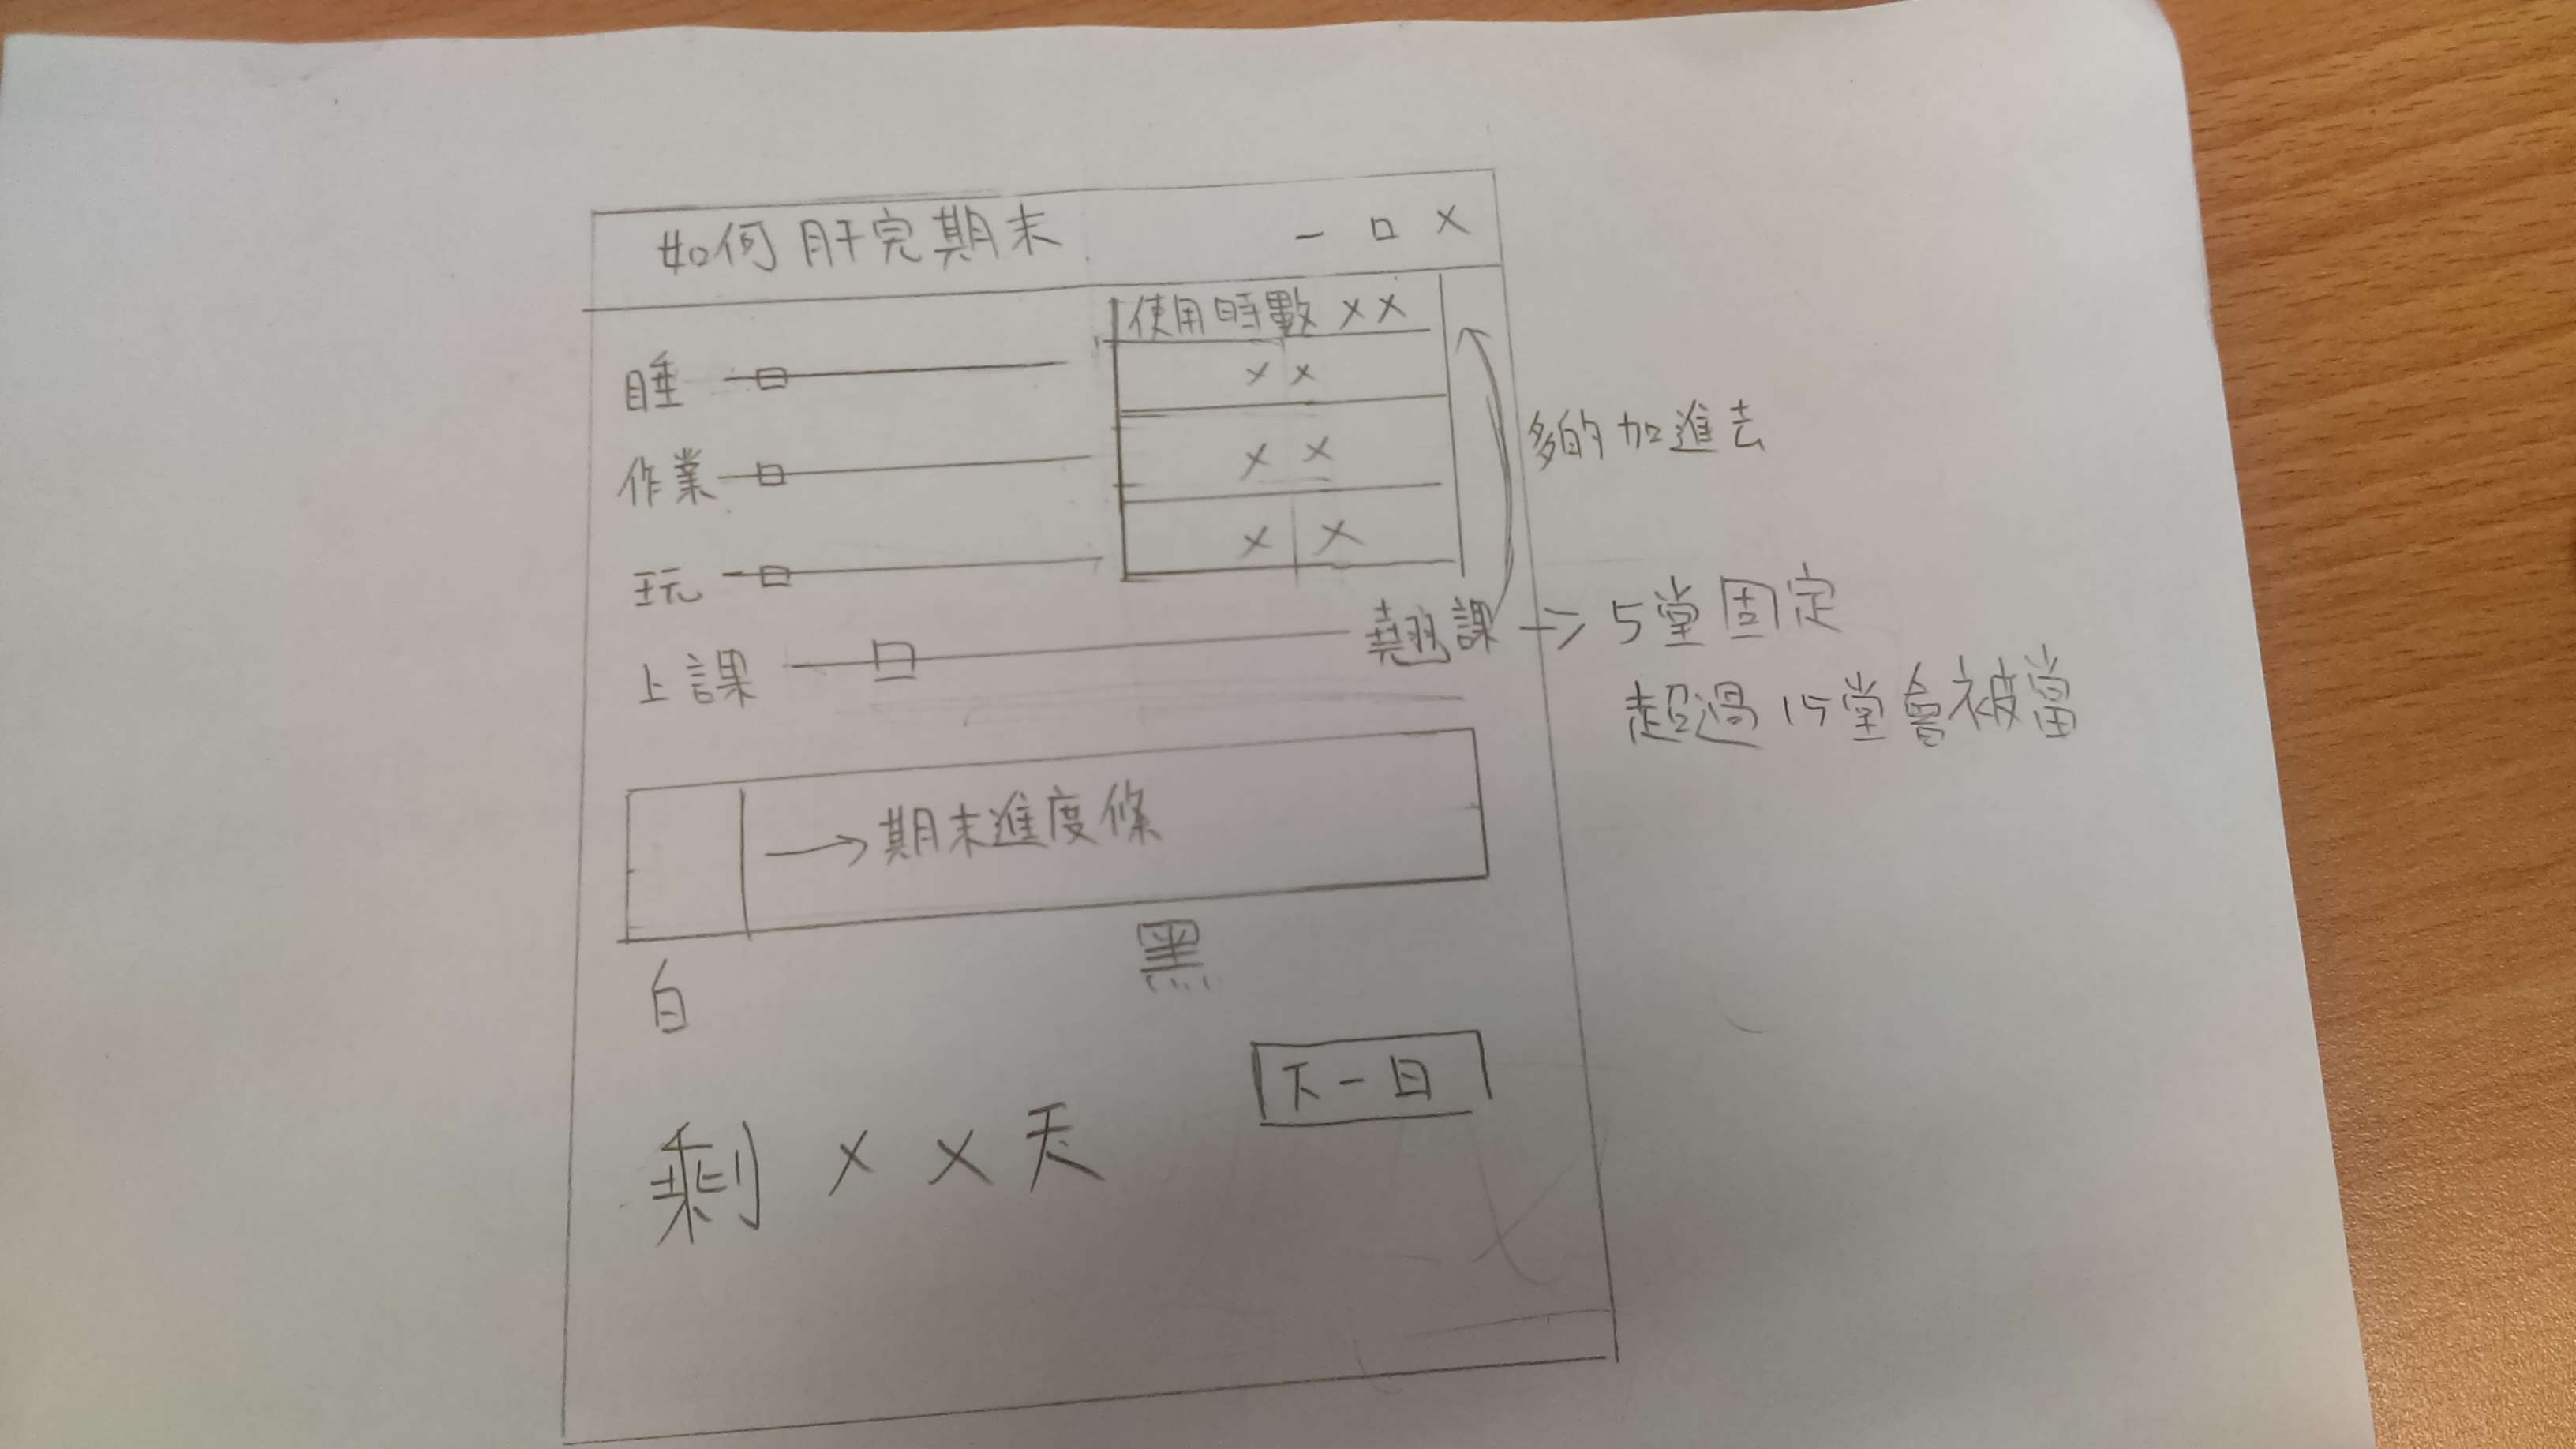 如何肝完期末 － □ ×
使用時數 ××
睡 ××
作業 ××
玩 ××
多的加進去
上課 翹課 → 5堂固定
超過15堂會被當
→期末進度條
白 黑
下一日
剩××天